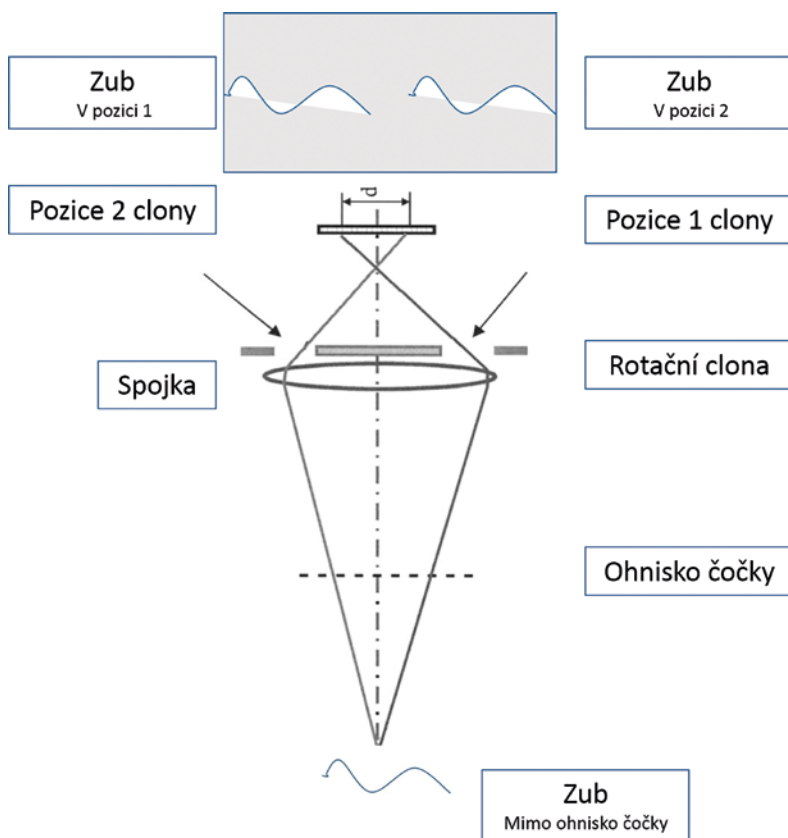 Zub
V pozici 1
Zub
V pozici 2
Pozice 2 clony
d
Pozice 1 clony
Spojka
Rotační clona
Ohnisko čočky
Zub
Mimo ohnisko čočky